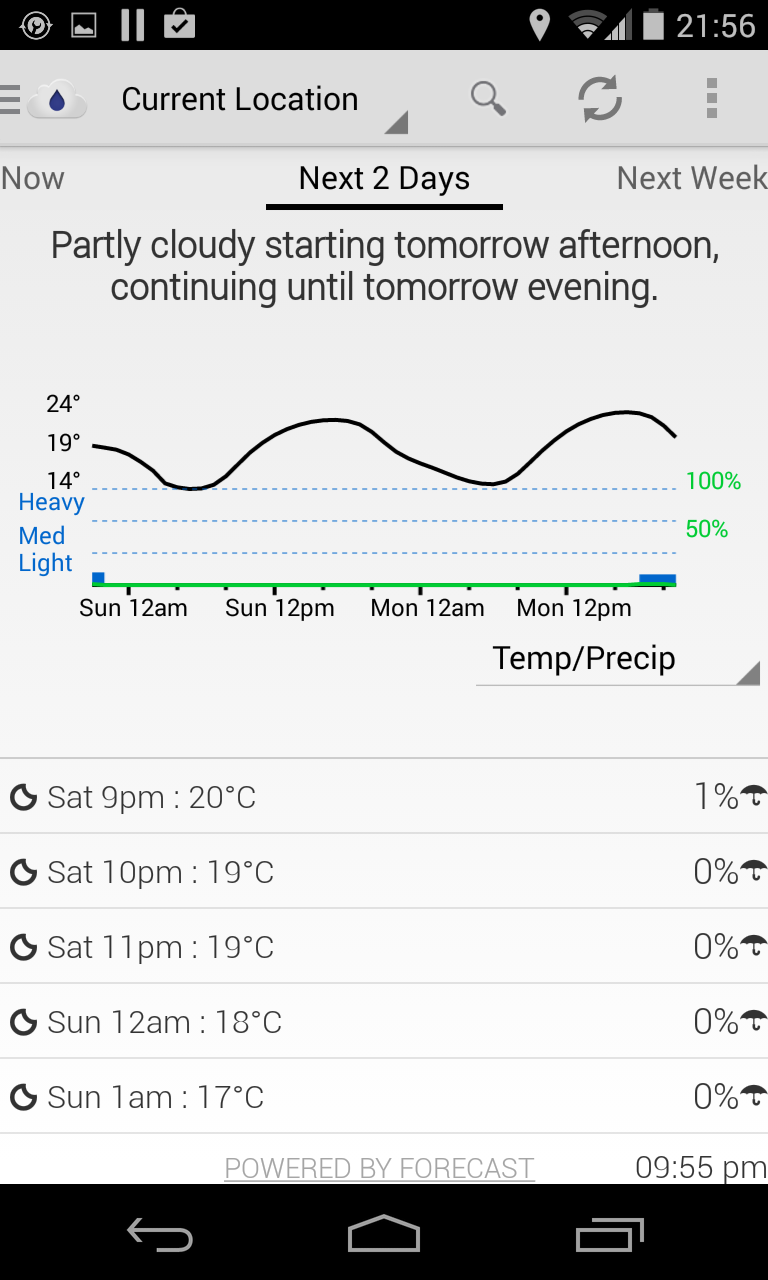 21:56
Current Location
Now Next 2 Days Next Week
Partly cloudy starting tomorrow afternoon,
continuing until tomorrow evening.
24°
19°
14° 100%
Heavy
Med 50%
Light
Sun 12am Sun 12pm Mon 12am Mon 12pm
Temp/Precip
Sat 9pm : 20°C 1%
Sat 10pm : 19°C 0%
Sat 11pm : 19°C 0%
Sun 12am : 18°C 0%
Sun 1am : 17°C 0%
POWERED BY FORECAST 09:55 pm